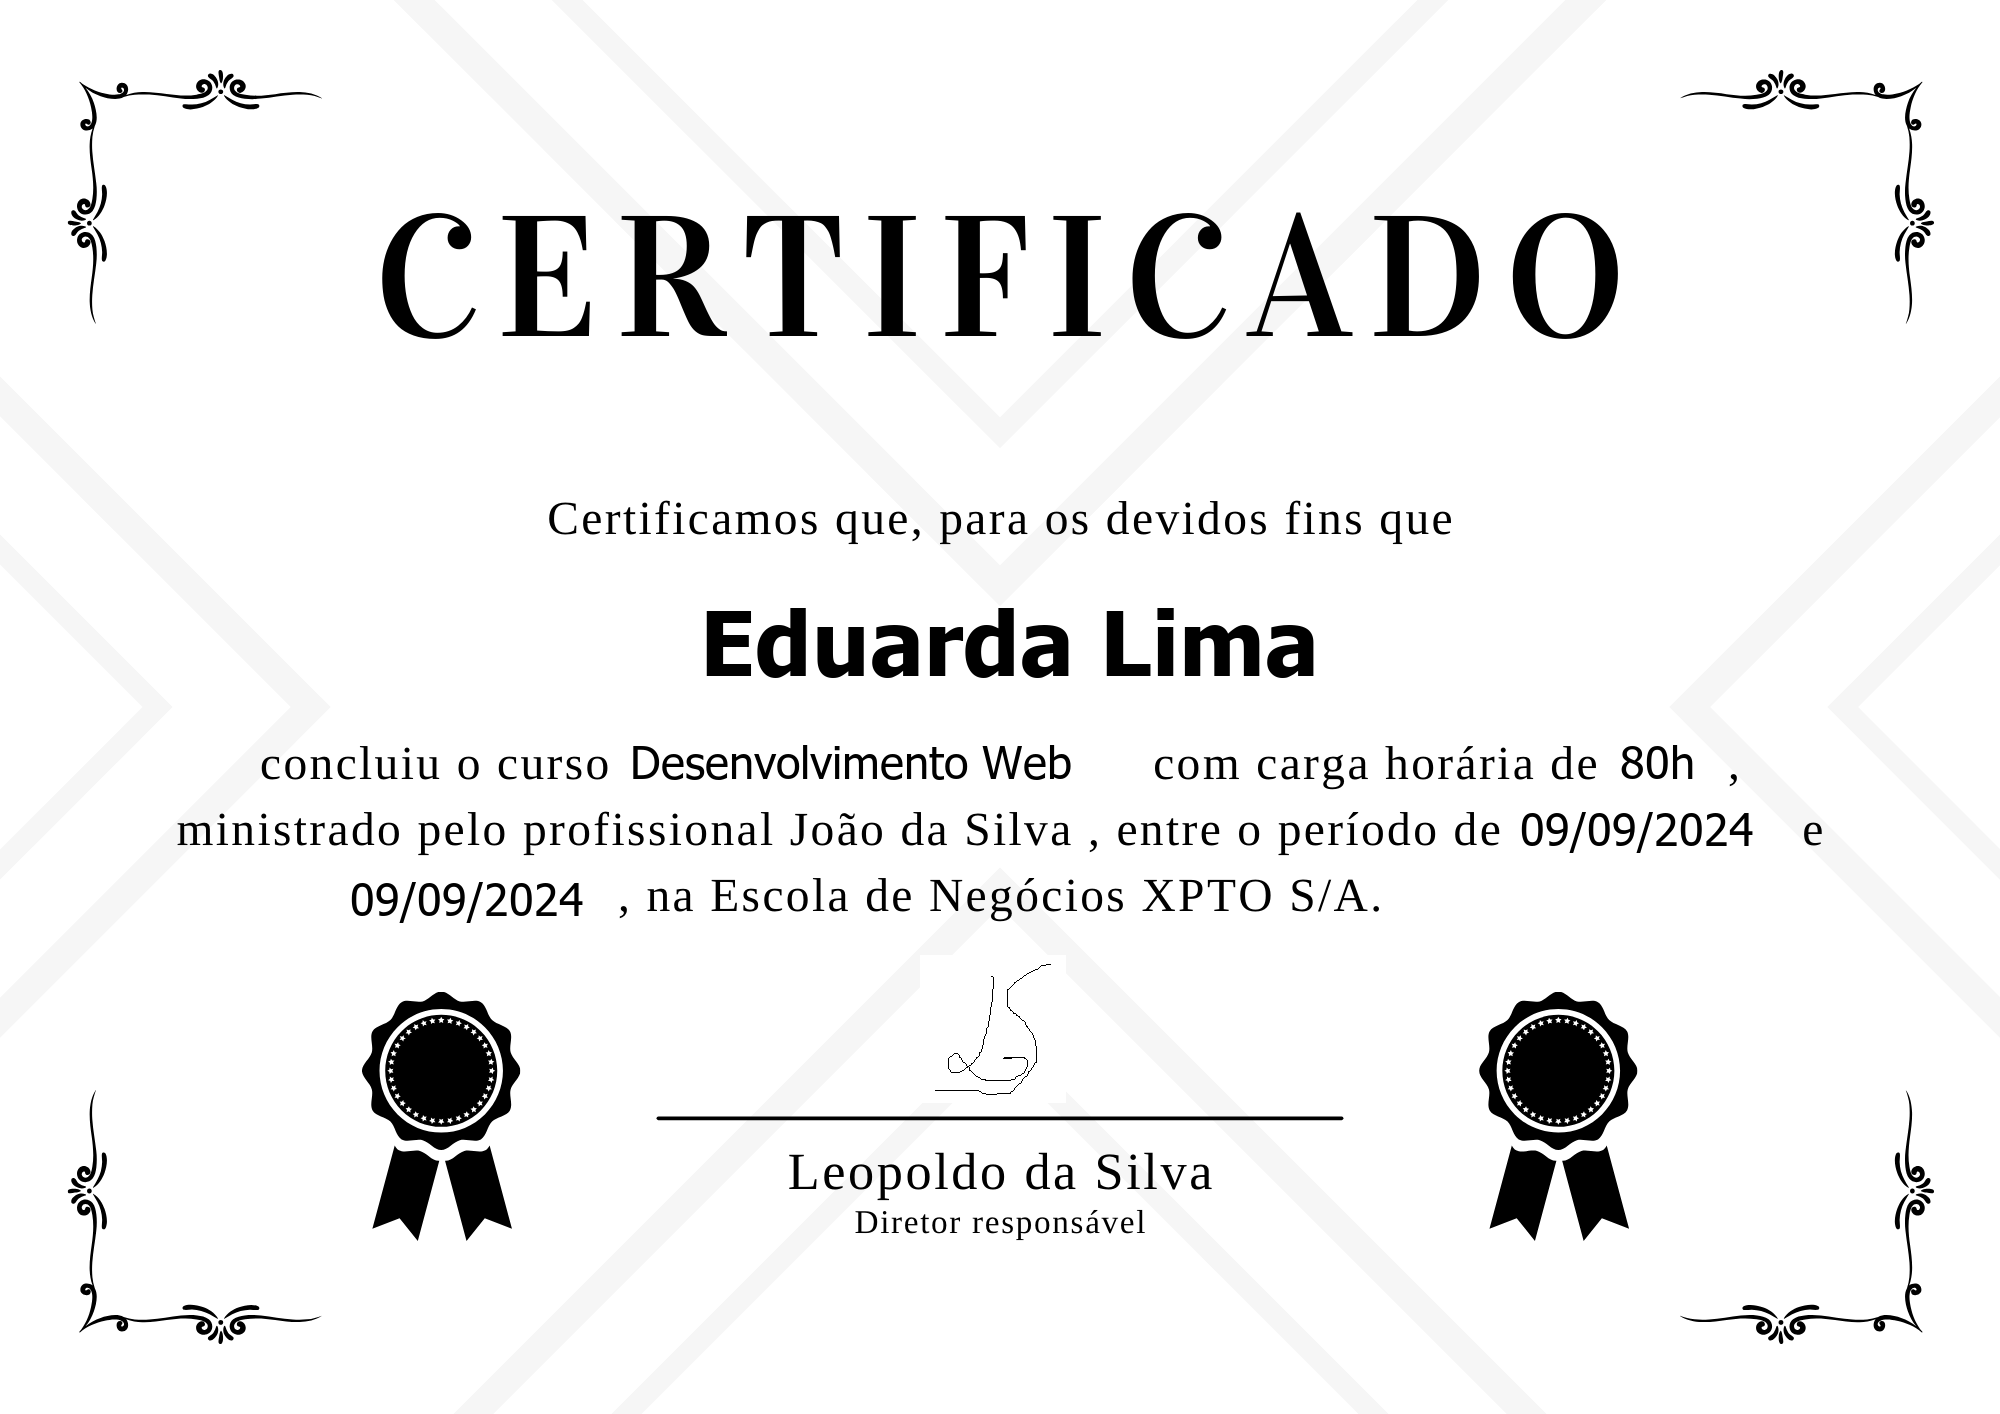 CERTIFICADO
Certificamos que, para os devidos fins que
Eduarda Lima
concluiu o curso Desenvolvimento Web com carga horária de 80h ,
ministrado pelo profissional João da Silva , entre o período de 09/09/2024 e
09/09/2024 , na Escola de Negócios XPTO S/A.
Leopoldo da Silva
Diretor responsável